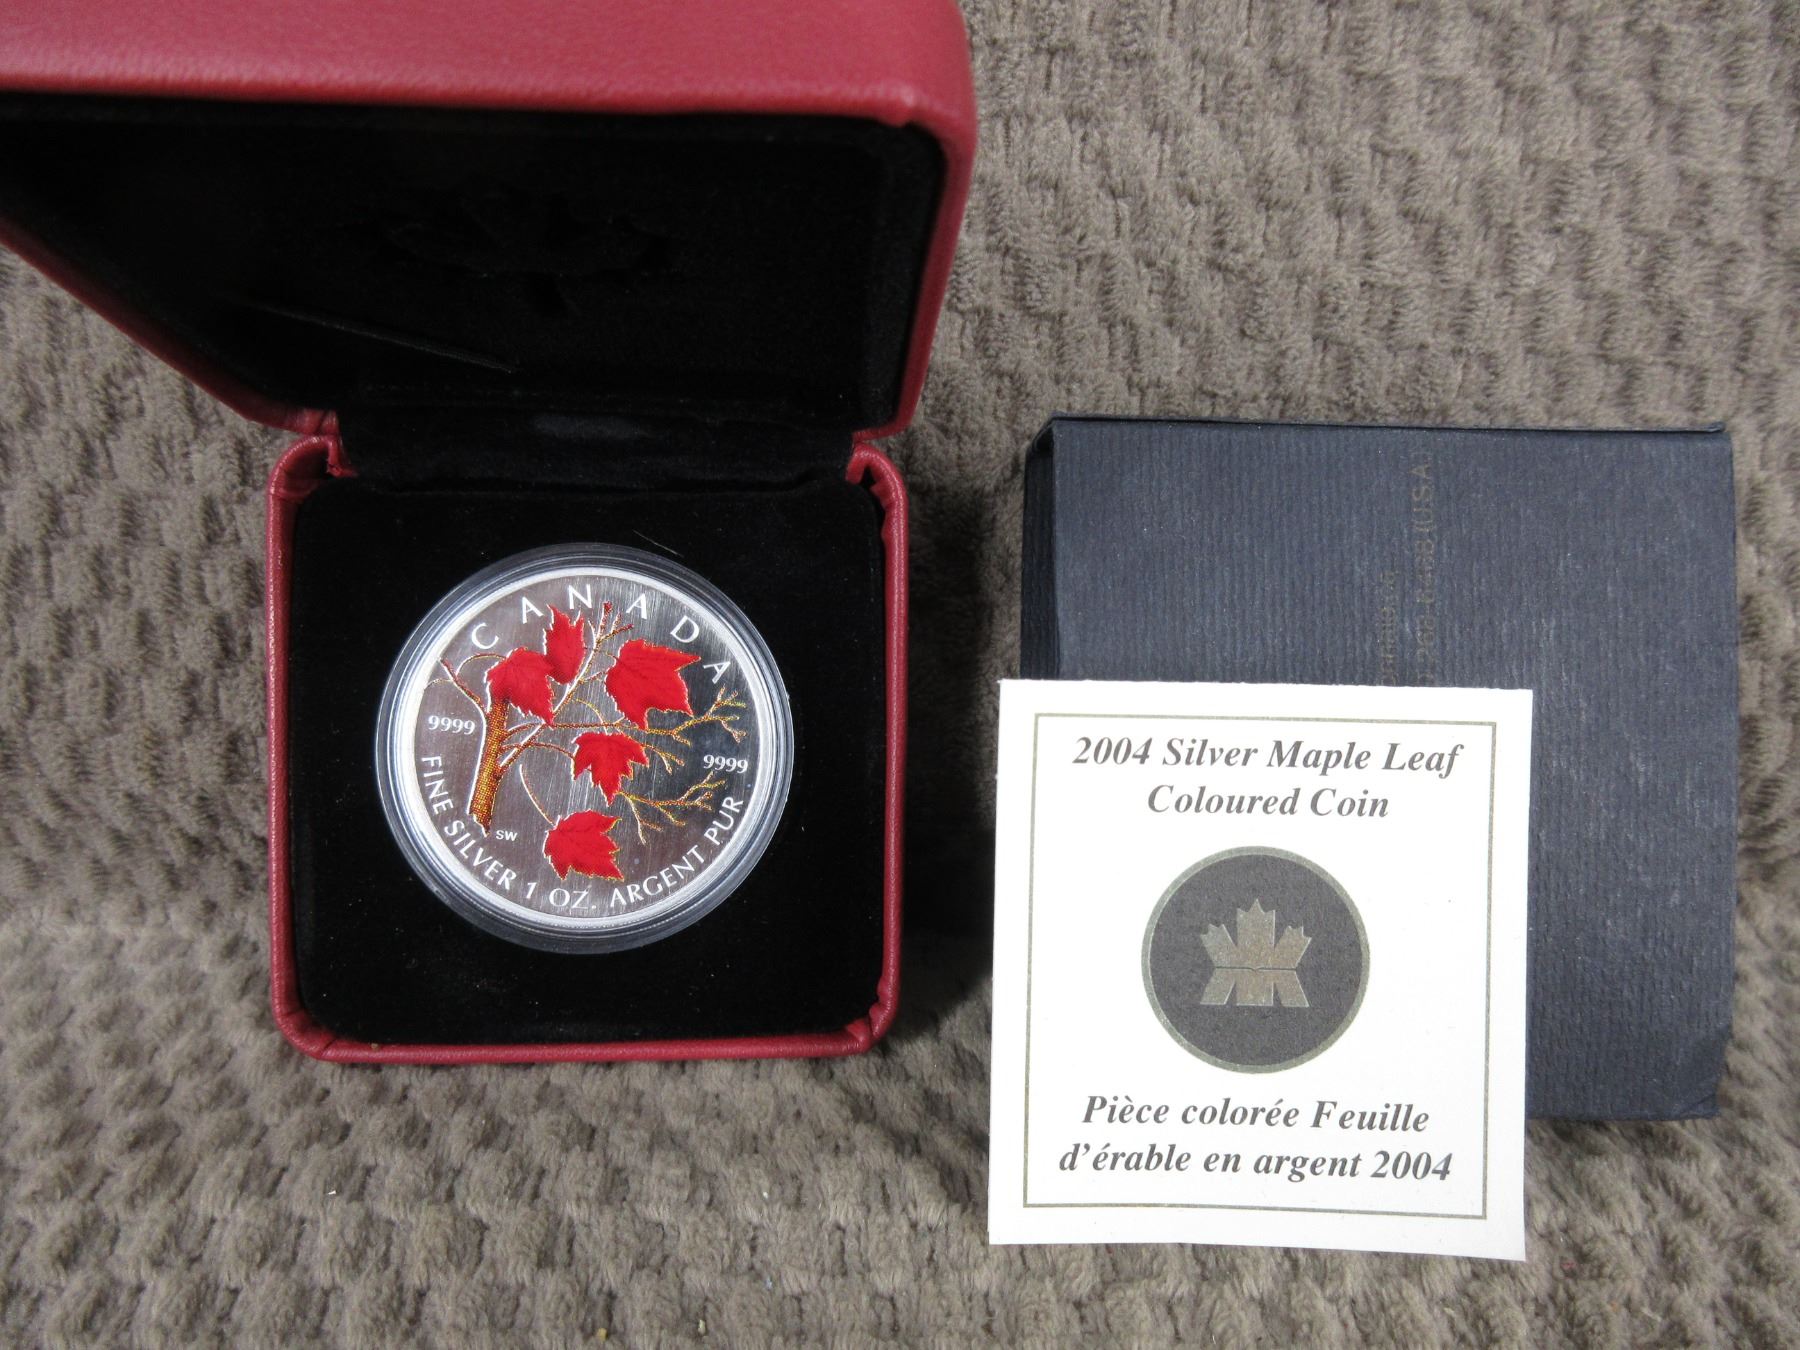 CANADA
9999
9999
SW
FINE SILVER 1 OZ. ARGENT PUR
(USA)
2004 Silver Maple Leaf
Coloured Coin
Pièce colorée Feuille
d'érable en argent 2004